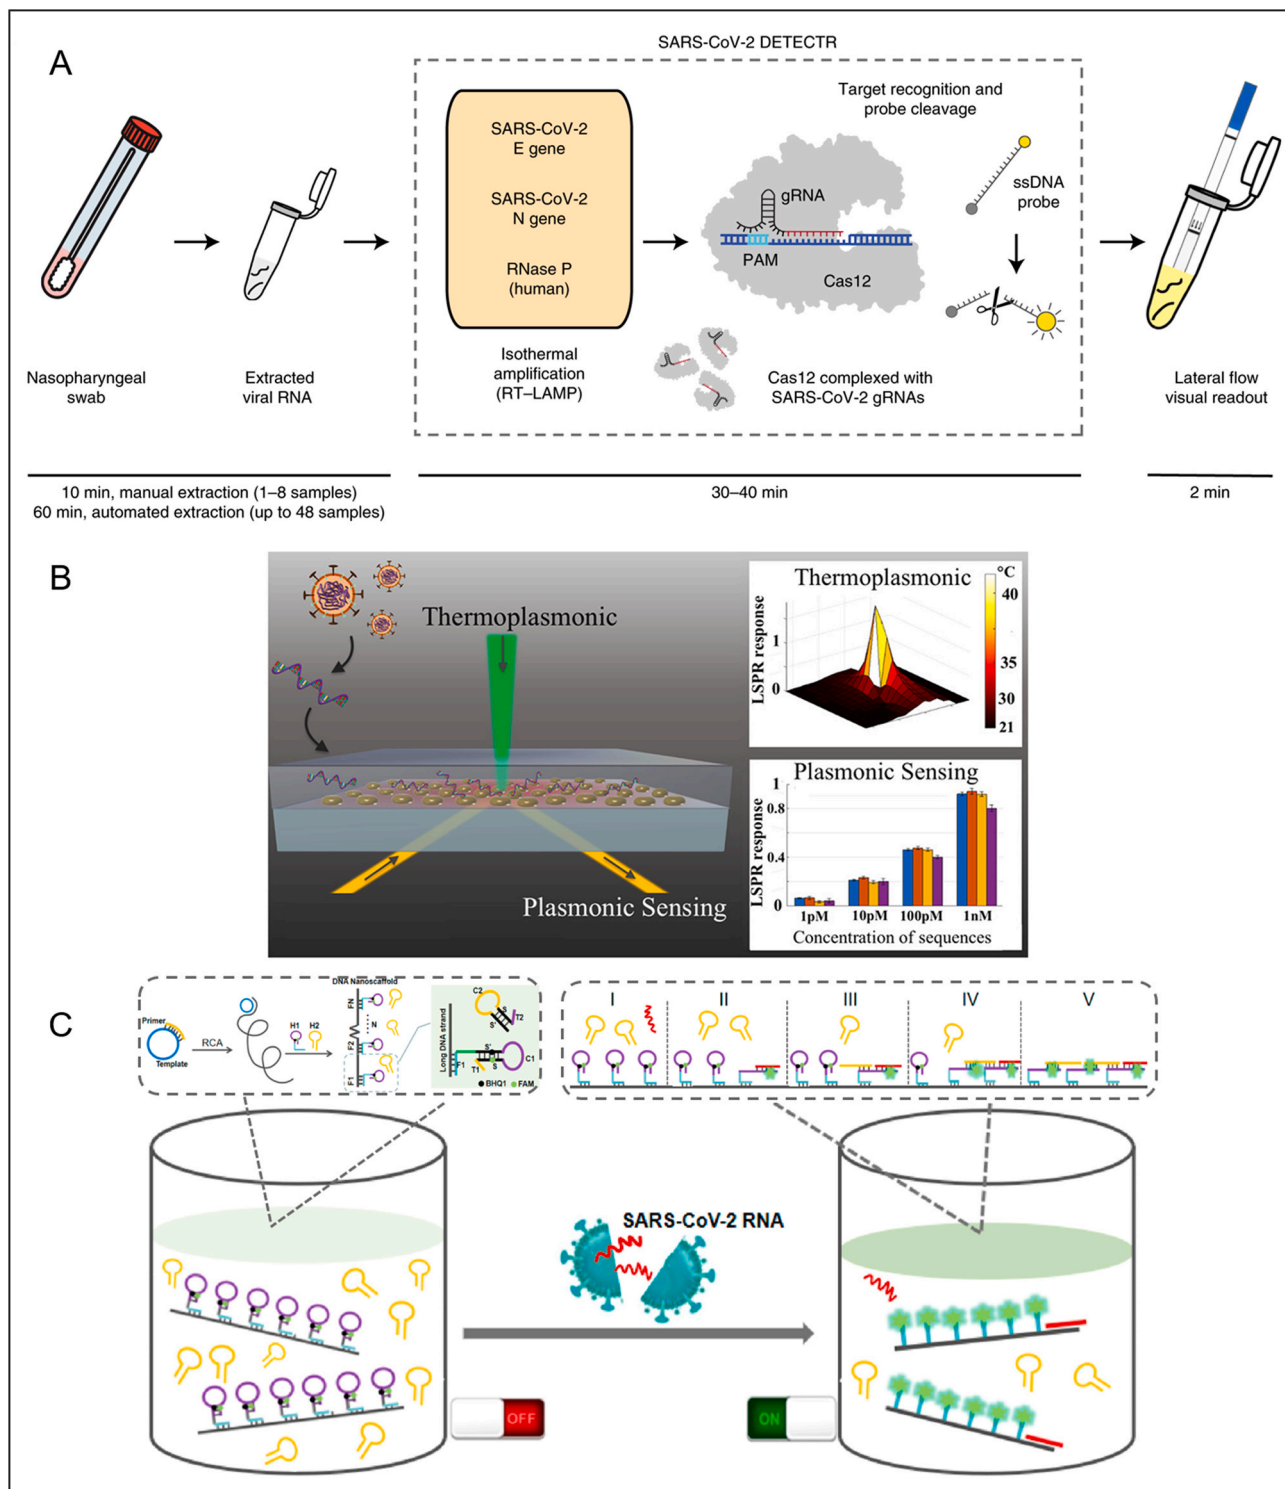 A
SARS-CoV-2 DETECTR
SARS-CoV-2
E gene
SARS-CoV-2
N gene
RNase P
(human)
Target recognition and
probe cleavage
gRNA
PAM
Cas12
ssDNA
probe
Nasopharyngeal
swab
Extracted
viral RNA
Isothermal
amplification
(RT–LAMP)
Cas12 complexed with
SARS-CoV-2 gRNAs
Lateral flow
visual readout
10 min, manual extraction (1–8 samples)
60 min, automated extraction (up to 48 samples)
30–40 min
2 min
B
Thermoplasmonic
Plasmonic Sensing
Thermoplasmonic
°C
40
35
30
21
LSPR response
1
0
Plasmonic Sensing
LSPR response
1
0.8
0.4
0
1pM
10pM
100pM
1nM
Concentration of sequences
C
Primer
Template
RCA
H1
H2
DNA Nanoscaffold
FN
N
F2
F1
Long DNA strand
C2
S
S'
T2
S'
S
C1
F1
T1
BHQ1
FAM
I
II
III
IV
V
SARS-CoV-2 RNA
OFF
ON